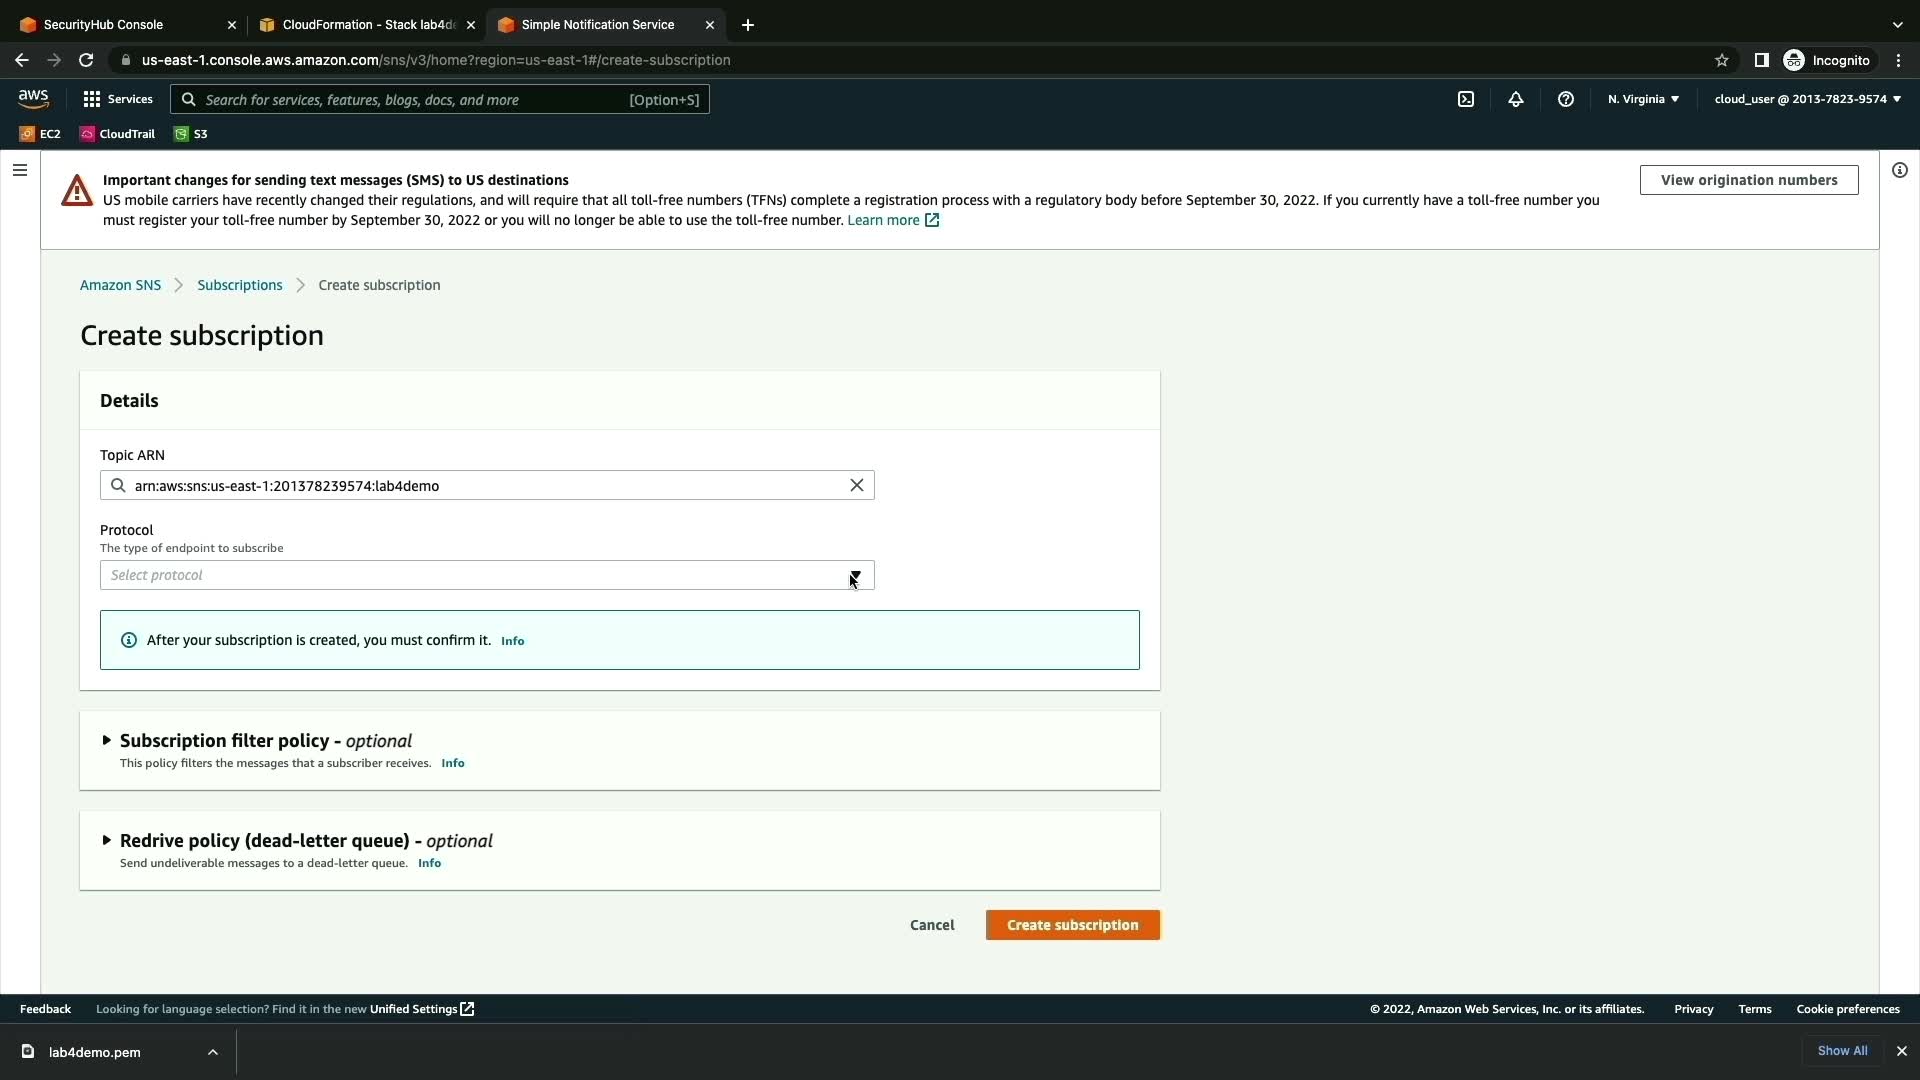 SecurityHub Console
CloudFormation - Stack lab4de
Simple Notification Service
us-east-1.console.aws.amazon.com/sns/v3/home?region=us-east-1#/create-subscription
Incognito
aws
Services
Search for services, features, blogs, docs, and more
[Option+S]
N. Virginia
cloud_user @ 2013-7823-9574
EC2
CloudTrail
S3
Important changes for sending text messages (SMS) to US destinations
US mobile carriers have recently changed their regulations, and will require that all toll-free numbers (TFNs) complete a registration process with a regulatory body before September 30, 2022. If you currently have a toll-free number you
must register your toll-free number by September 30, 2022 or you will no longer be able to use the toll-free number. Learn more
View origination numbers
Amazon SNS
Subscriptions
Create subscription
Create subscription
Details
Topic ARN
arn:aws:sns:us-east-1:201378239574:lab4demo
Protocol
The type of endpoint to subscribe
Select protocol
After your subscription is created, you must confirm it. Info
Subscription filter policy - optional
This policy filters the messages that a subscriber receives. Info
Redrive policy (dead-letter queue) - optional
Send undeliverable messages to a dead-letter queue. Info
Cancel
Create subscription
Feedback
Looking for language selection? Find it in the new Unified Settings
© 2022, Amazon Web Services, Inc. or its affiliates.
Privacy
Terms
Cookie preferences
lab4demo.pem
Show All